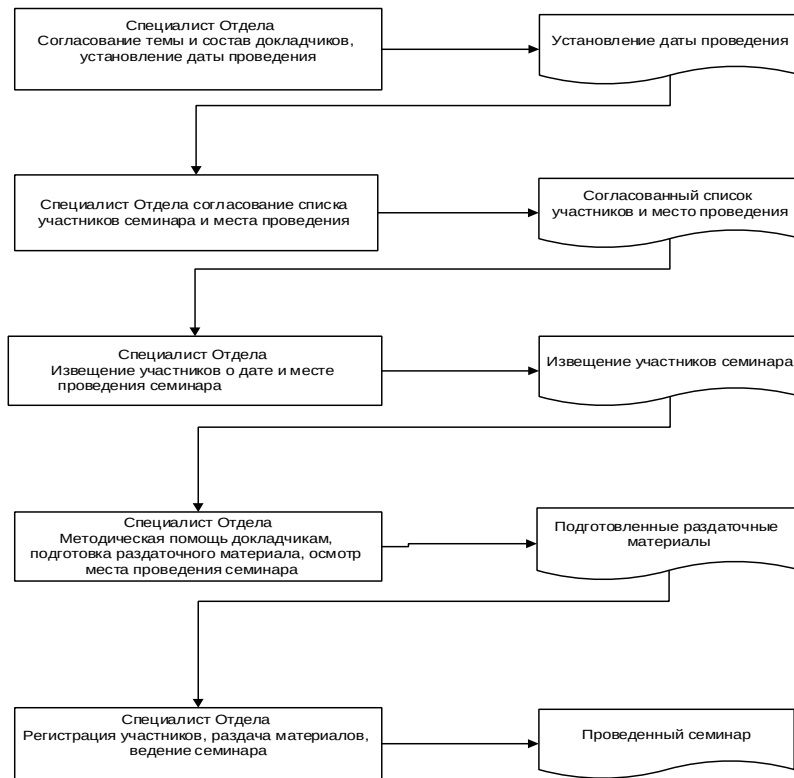 Специалист Отдела
Согласование темы и состав докладчиков,
установление даты проведения
Установление даты проведения
Специалист Отдела согласование списка
участников семинара и места проведения
Согласованный список
участников и место проведения
Специалист Отдела
Извещение участников о дате и месте
проведения семинара
Извещение участников семинара
Специалист Отдела
Методическая помощь докладчикам,
подготовка раздаточного материала, осмотр
места проведения семинара
Подготовленные раздаточные
материалы
Специалист Отдела
Регистрация участников, раздача материалов,
ведение семинара
Проведенный семинар